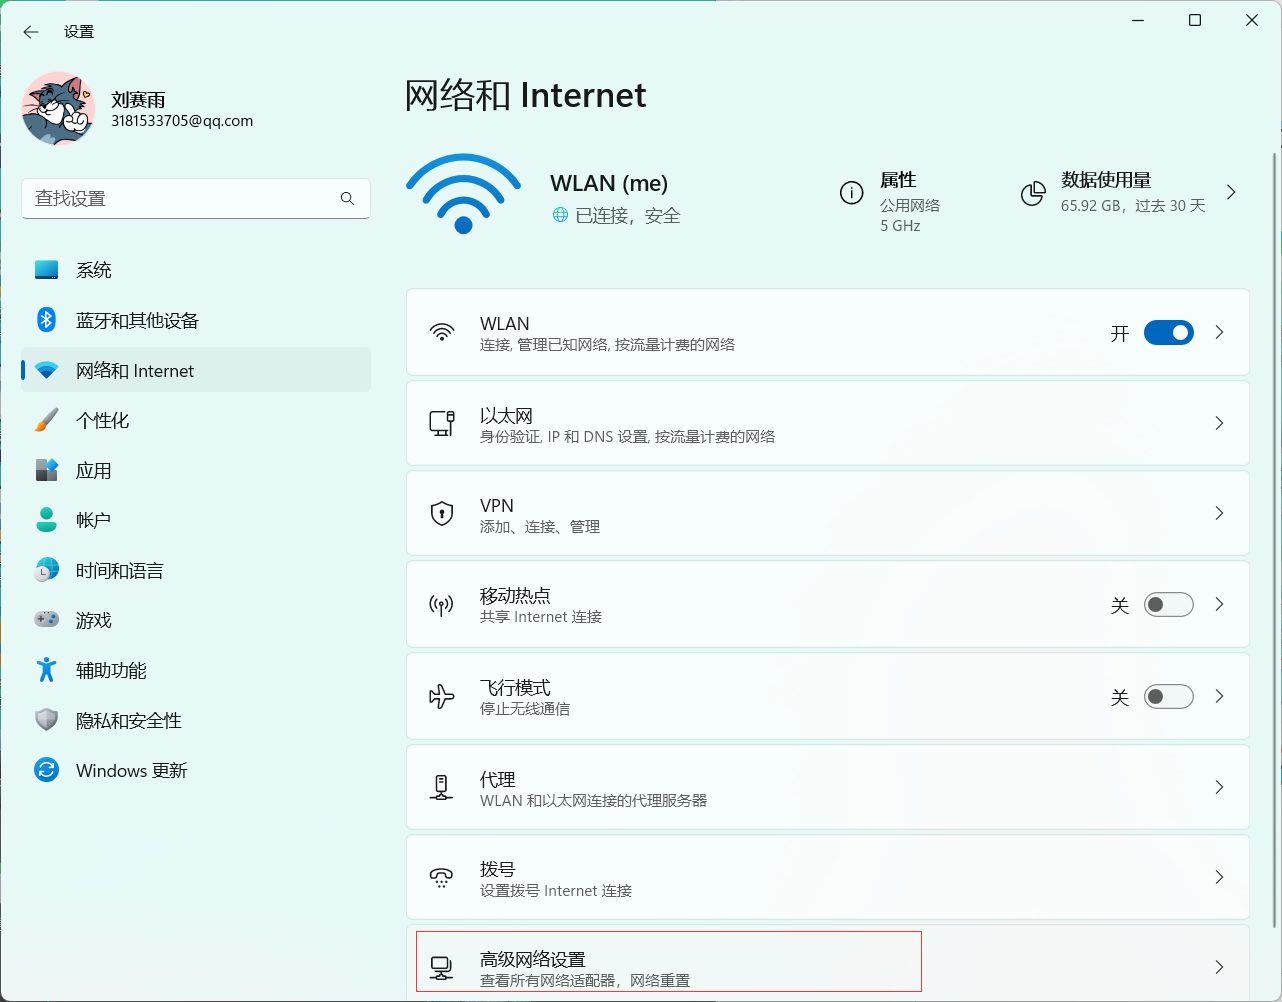 设置
刘赛雨
3181533705@qq.com
查找设置
系统
蓝牙和其他设备
网络和 Internet
个性化
应用
帐户
时间和语言
游戏
辅助功能
隐私和安全性
Windows 更新
网络和 Internet
WLAN (me)
已连接，安全
属性
公用网络
5 GHz
数据使用量
65.92 GB，过去 30 天
WLAN
连接, 管理已知网络, 按流量计费的网络
开
以太网
身份验证, IP 和 DNS 设置, 按流量计费的网络
VPN
添加、连接、管理
移动热点
共享 Internet 连接
关
飞行模式
停止无线通信
关
代理
WLAN 和以太网连接的代理服务器
拨号
设置拨号 Internet 连接
高级网络设置
查看所有网络适配器，网络重置